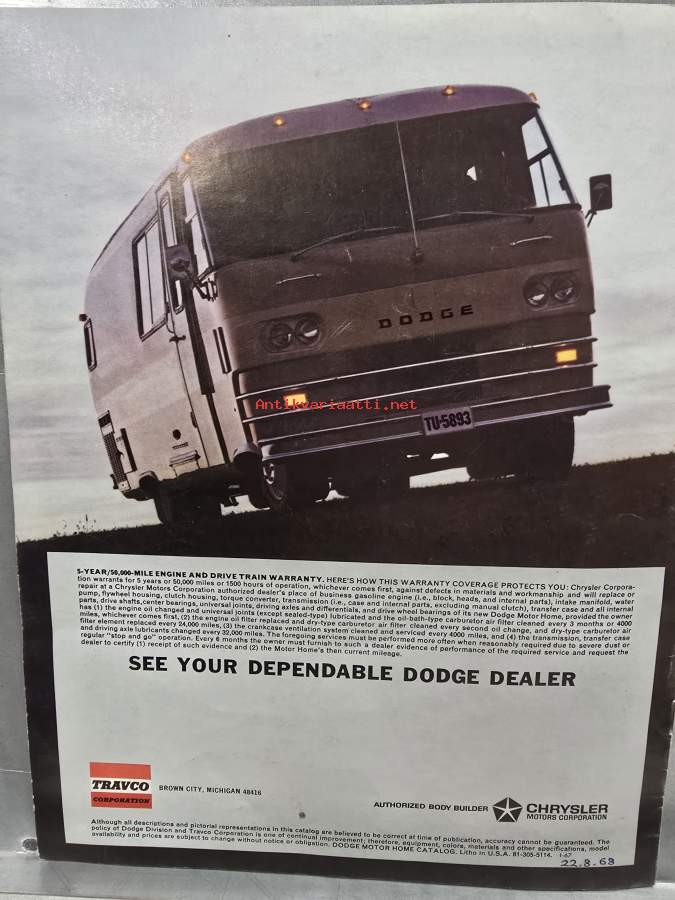 DODGE
Antikvariaatti.net
TU-5893
5-YEAR/50,000-MILE ENGINE AND DRIVE TRAIN WARRANTY. HERE'S HOW THIS WARRANTY COVERAGE PROTECTS YOU: Chrysler Corpora-
tion warrants for 5 years or 50,000 miles or 1500 hours of operation, whichever comes first, against defects in materials and workmanship and will replace or
repair at a Chrysler Motors Corporation authorized dealer's place of business gasoline engine (i.e., block, heads, and internal parts), intake manifold, water
pump, flywheel housing, clutch housing, torque converter, transmission (i.e., case and internal parts, excluding manual clutch), transfer case and all internal
parts, drive shafts, center bearings, universal joints, driving axles and differentials, and drive wheel bearings of its new Dodge Motor Home, provided the owner
has (1) the engine oil changed and universal joints (except sealed-type) lubricated and the oil-bath-type carburetor air filter cleaned every 3 months or 4000
miles, whichever comes first, (2) the engine oil filter replaced and dry-type carburetor air filter cleaned every second oil change, and dry-type carburetor air
filter element replaced every 24,000 miles, (3) the crankcase ventilation system cleaned and serviced every 4000 miles, and (4) the transmission, transfer case
and driving axle lubricants changed every 32,000 miles. The foregoing services must be performed more often when reasonably required due to severe dust or
regular "stop and go" operation. Every 6 months the owner must furnish to such a dealer evidence of performance of the required service and request the
dealer to certify (1) receipt of such evidence and (2) the Motor Home's then current mileage.
SEE YOUR DEPENDABLE DODGE DEALER
TRAVCO
CORPORATION
BROWN CITY, MICHIGAN 48416
AUTHORIZED BODY BUILDER
CHRYSLER
MOTORS CORPORATION
Although all descriptions and pictorial representations in this catalog are believed to be correct at time of publication, accuracy cannot be guaranteed. The
policy of Dodge Division and Travco Corporation is one of continual improvement; therefore, equipment, colors, materials and other specifications, model
availability and prices are subject to change without notice or obligation. DODGE MOTOR HOME CATALOG. Litho in U.S.A. 81-305-5114. 1-67
22.8.68